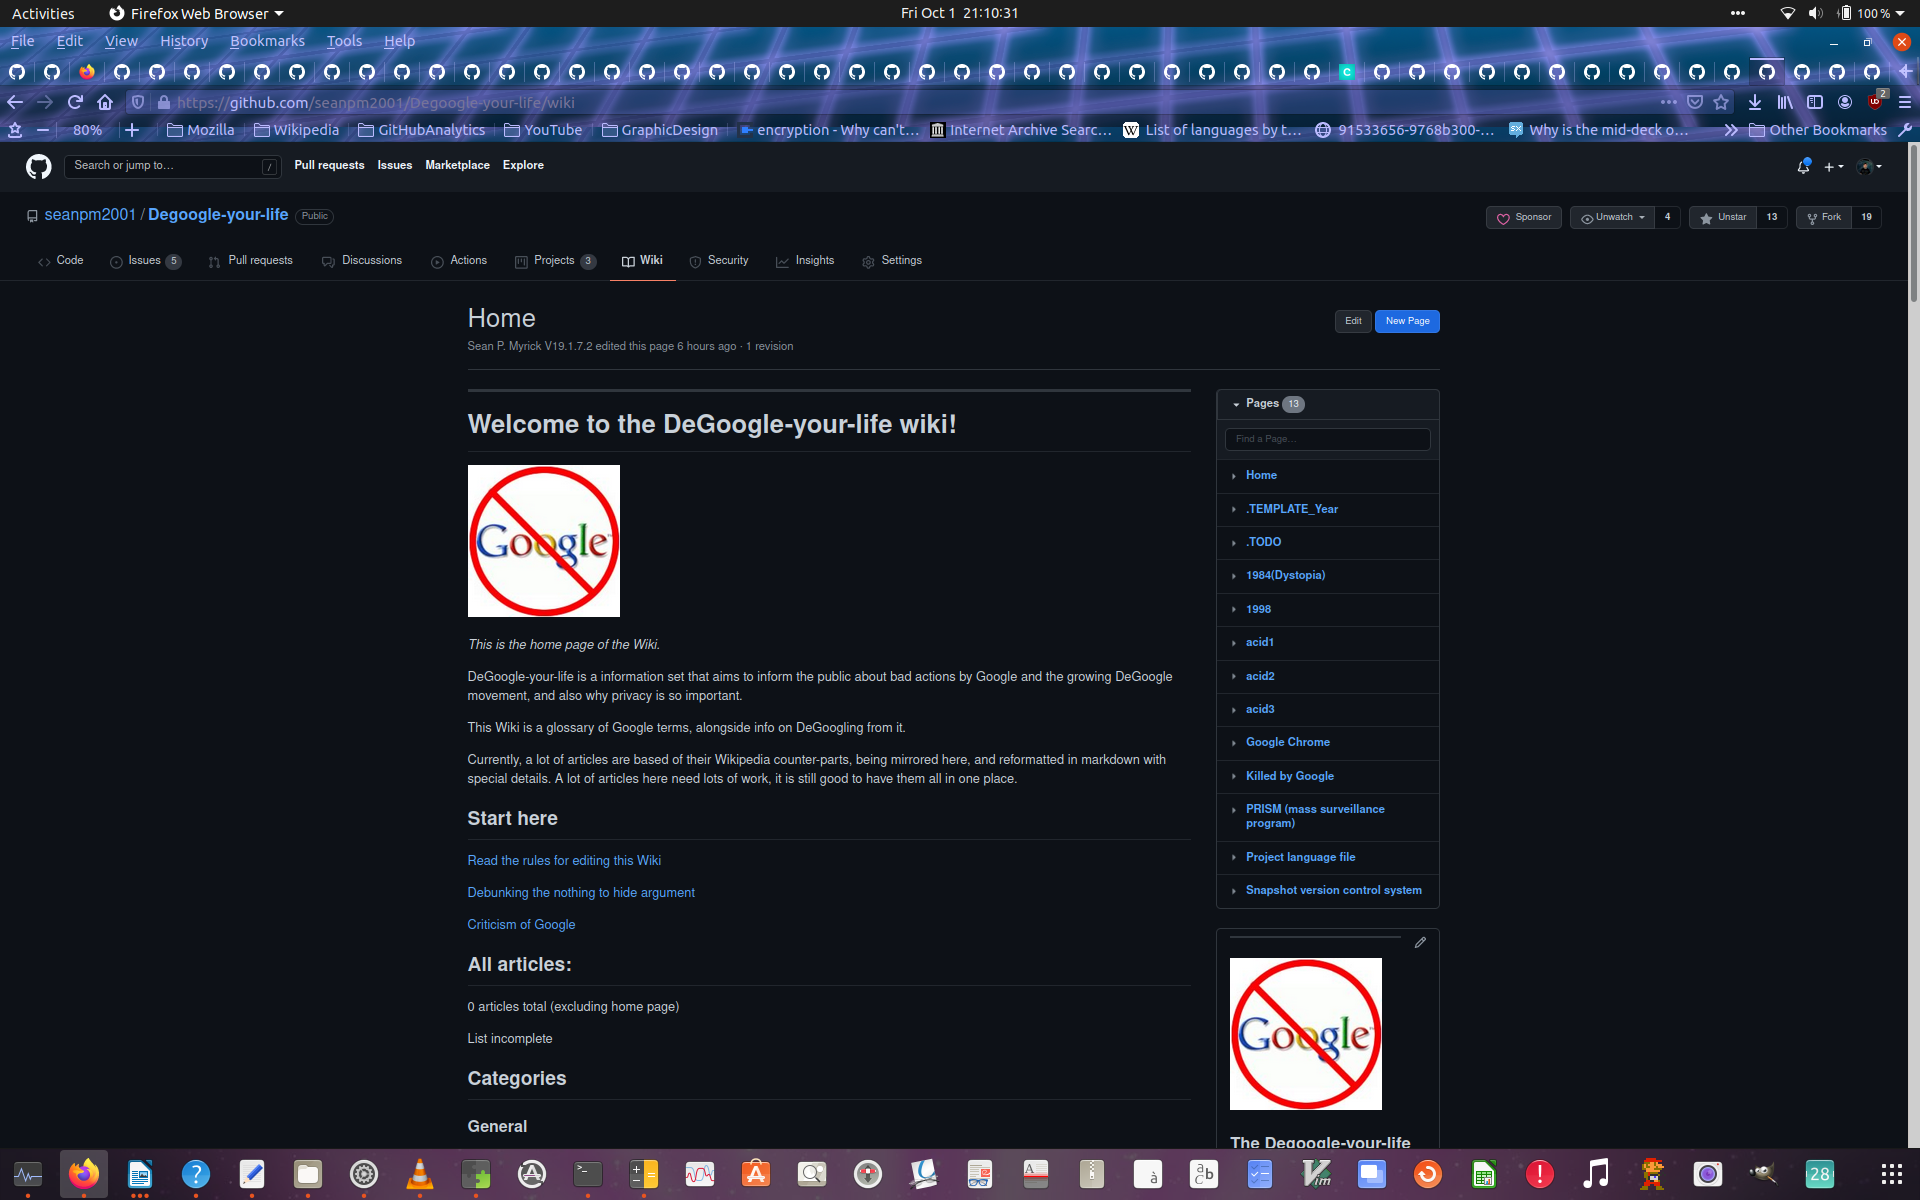 Activities
Firefox Web Browser
Fri Oct 1 21:10:31
100 %
File Edit View History Bookmarks Tools Help
https://github.com/seanpm2001/Degoogle-your-life/wiki
2
80%
Mozilla
Wikipedia
GitHubAnalytics
YouTube
GraphicDesign
encryption - Why can't...
Internet Archive Searc...
List of languages by t...
91533656-9768b300-...
Why is the mid-deck o...
Other Bookmarks
Search or jump to...
/
Pull requests Issues Marketplace Explore
seanpm2001 / Degoogle-your-life Public
Sponsor
Unwatch 4
Unstar 13
Fork 19
Code
Issues 5
Pull requests
Discussions
Actions
Projects 3
Wiki
Security
Insights
Settings
Home
Edit
New Page
Sean P. Myrick V19.1.7.2 edited this page 6 hours ago · 1 revision
Welcome to the DeGoogle-your-life wiki!
Google™
This is the home page of the Wiki.
DeGoogle-your-life is a information set that aims to inform the public about bad actions by Google and the growing DeGoogle
movement, and also why privacy is so important.
This Wiki is a glossary of Google terms, alongside info on DeGoogling from it.
Currently, a lot of articles are based of their Wikipedia counter-parts, being mirrored here, and reformatted in markdown with
special details. A lot of articles here need lots of work, it is still good to have them all in one place.
Start here
Read the rules for editing this Wiki
Debunking the nothing to hide argument
Criticism of Google
All articles:
0 articles total (excluding home page)
List incomplete
Categories
General
Pages 13
Find a Page...
Home
.TEMPLATE_Year
.TODO
1984(Dystopia)
1998
acid1
acid2
acid3
Google Chrome
Killed by Google
PRISM (mass surveillance
program)
Project language file
Snapshot version control system
Google™
The Degoogle-your-life
28